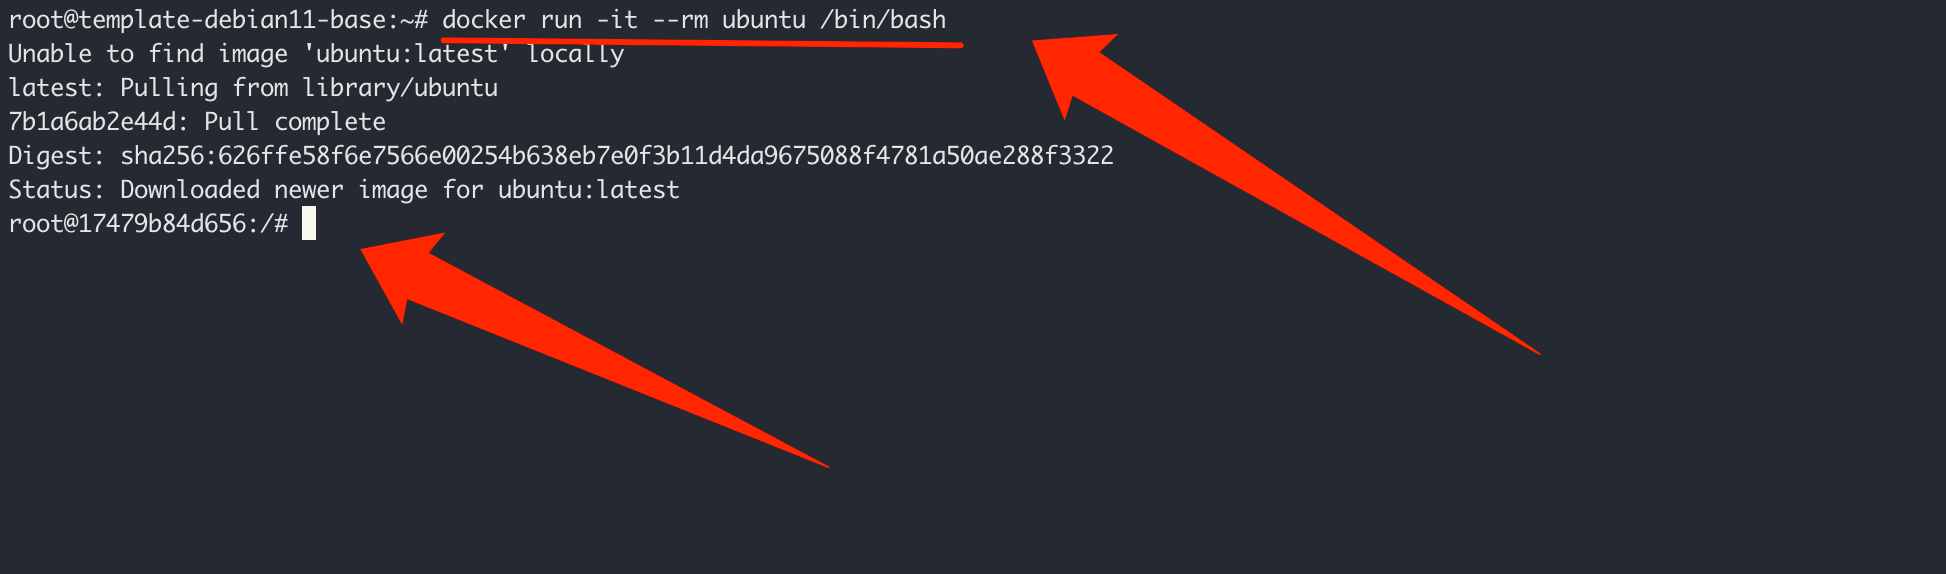 root@template-debian11-base:~# docker run -it --rm ubuntu /bin/bash
Unable to find image 'ubuntu:latest' locally
latest: Pulling from library/ubuntu
7b1a6ab2e44d: Pull complete
Digest: sha256:626ffe58f6e7566e00254b638eb7e0f3b11d4da9675088f4781a50ae288f3322
Status: Downloaded newer image for ubuntu:latest
root@17479b84d656:/#